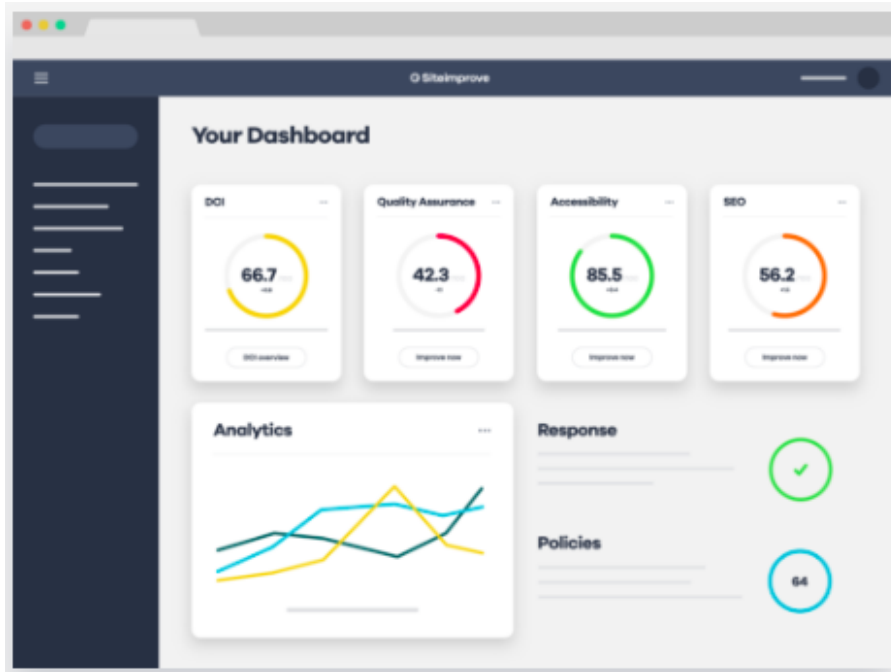 Siteimprove
Your Dashboard
DCI
66.7
DCI overview
Quality Assurance
42.3
Improve now
Accessibility
85.5
Improve now
SEO
56.2
Improve now
Analytics
Response
Policies
64